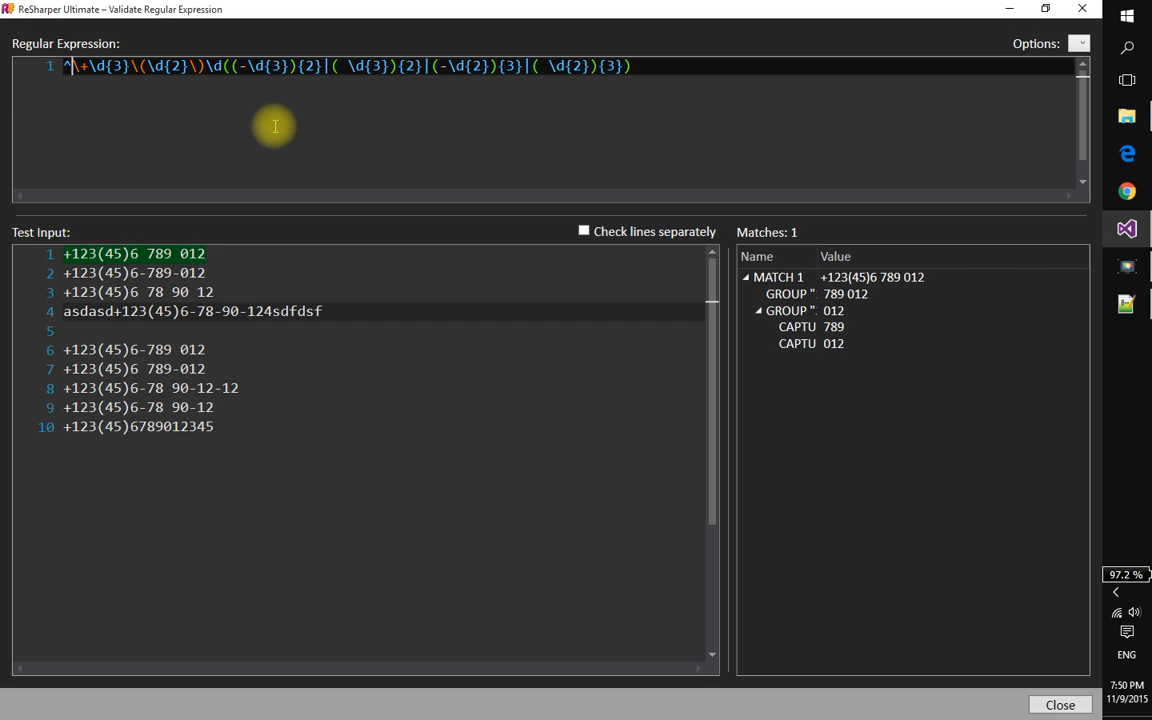 ReSharper Ultimate – Validate Regular Expression
Regular Expression:
Options:
1 ^\+\d{3}\(\d{2}\)\d((-\d{3}){2}|( \d{3}){2}|(-\d{2}){3}|( \d{2}){3})
Test Input:
Check lines separately
Matches: 1
1 +123(45)6 789 012
2 +123(45)6-789-012
3 +123(45)6 78 90 12
4 asdasd+123(45)6-78-90-124sdfdsf
5
6 +123(45)6-789 012
7 +123(45)6 789-012
8 +123(45)6-78 90-12-12
9 +123(45)6-78 90-12
10 +123(45)6789012345
Name Value
MATCH 1 +123(45)6 789 012
GROUP " 789 012
GROUP " 012
CAPTU 789
CAPTU 012
Close
97.2 %
ENG
7:50 PM
11/9/2015